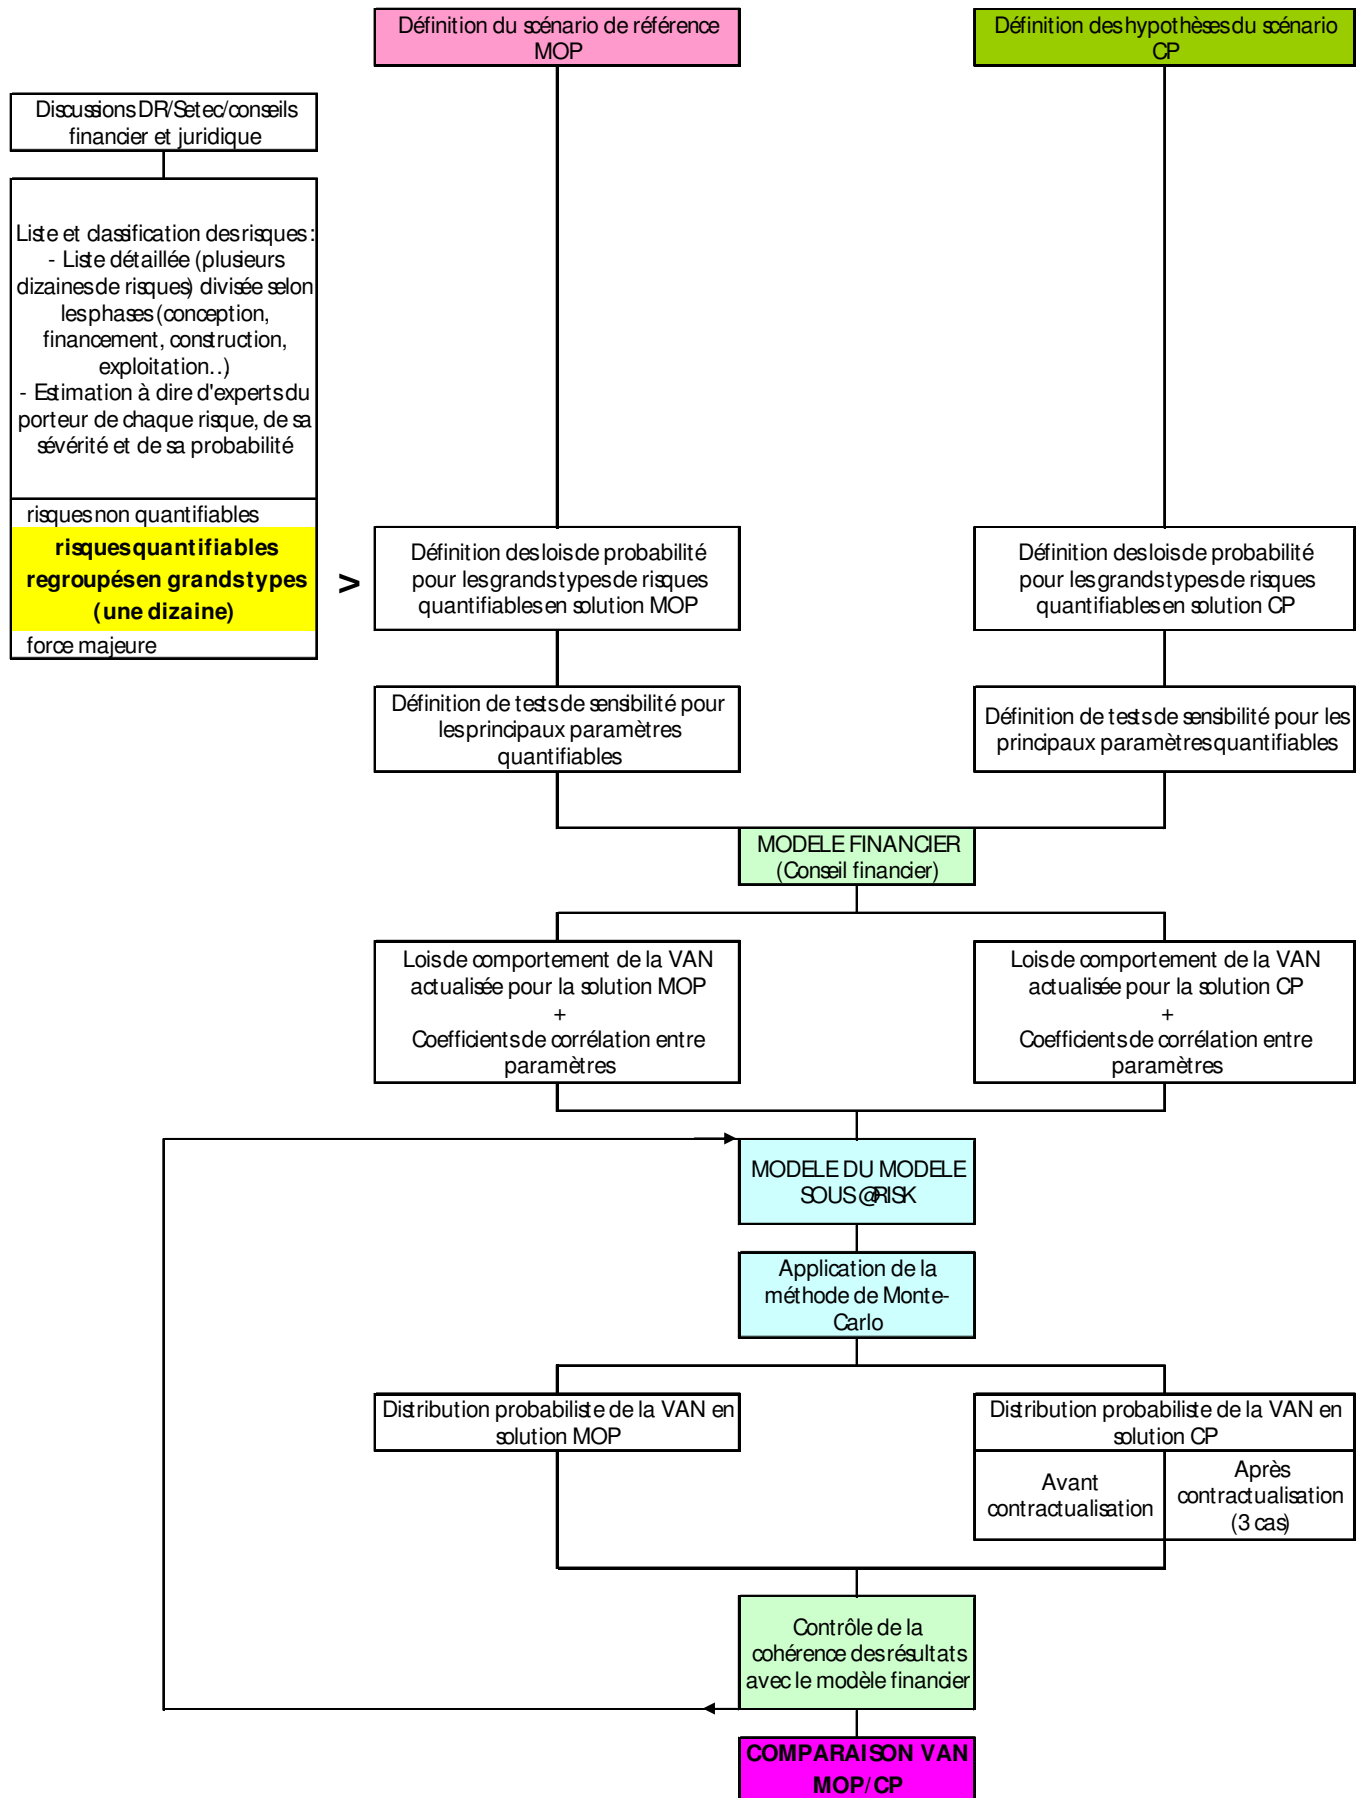 Définition du scénario de référence
MOP
Définition des hypothèses du scénario
CP
Discussions DR/Setec/conseils
financier et juridique
Liste et classification des risques :
- Liste détaillée (plusieurs
dizaines de risques) divisée selon
les phases (conception,
financement, construction,
exploitation…)
- Estimation à dire d'experts du
porteur de chaque risque, de sa
sévérité et de sa probabilité
risques non quantifiables
risques quantifiables
regroupés en grands types
(une dizaine)
force majeure
>
Définition des lois de probabilité
pour les grands types de risques
quantifiables en solution MOP
Définition des lois de probabilité
pour les grands types de risques
quantifiables en solution CP
Définition de tests de sensibilité pour
les principaux paramètres
quantifiables
Définition de tests de sensibilité pour les
principaux paramètres quantifiables
MODELE FINANCIER
(Conseil financier)
Lois de comportement de la VAN
actualisée pour la solution MOP
+
Coefficients de corrélation entre
paramètres
Lois de comportement de la VAN
actualisée pour la solution CP
+
Coefficients de corrélation entre
paramètres
MODELE DU MODELE
SOUS @RISK
Application de la
méthode de Monte-
Carlo
Distribution probabiliste de la VAN en
solution MOP
Distribution probabiliste de la VAN en
solution CP
Avant
contractualisation
Après
contractualisation
(3 cas)
Contrôle de la
cohérence des résultats
avec le modèle financier
COMPARAISON VAN
MOP/CP